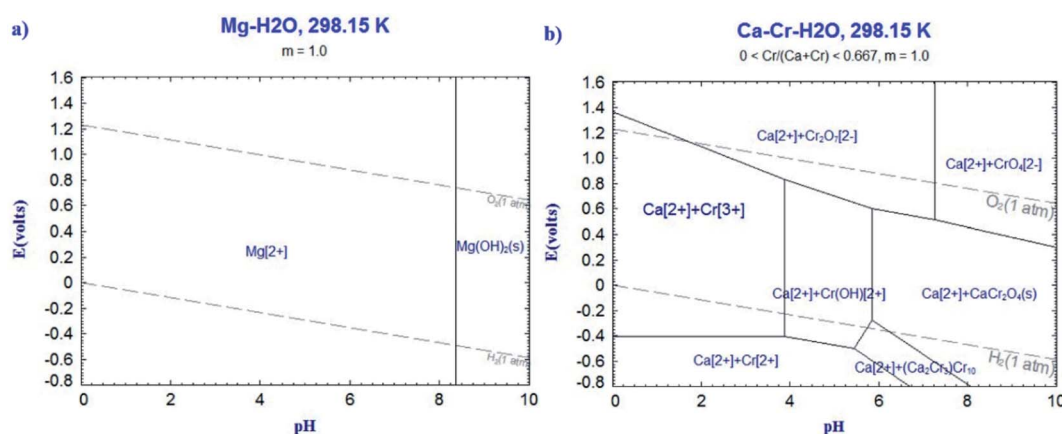 a)
Mg-H2O, 298.15 K
m = 1.0
E(volts)
1.6
1.4
1.2
1.0
0.8
0.6
0.4
0.2
0
-0.2
-0.4
-0.6
-0.8
O₂(1 atm)
Mg[2+]
Mg(OH)₂(s)
H₂(1 atm)
0
2
4
6
8
10
pH
b)
Ca-Cr-H2O, 298.15 K
0 < Cr/(Ca+Cr) < 0.667, m = 1.0
E(volts)
1.6
1.4
1.2
1.0
0.8
0.6
0.4
0.2
0
-0.2
-0.4
-0.6
-0.8
Ca[2+]+Cr₂O₇[2-]
Ca[2+]+CrO₄[2-]
O₂(1 atm)
Ca[2+]+Cr[3+]
Ca[2+]+Cr(OH)[2+]
Ca[2+]+CaCr₂O₄(s)
H₂(1 atm)
Ca[2+]+Cr[2+]
Ca[2+]+(Ca₂Cr₃)Cr₁₀
0
2
4
6
8
10
pH